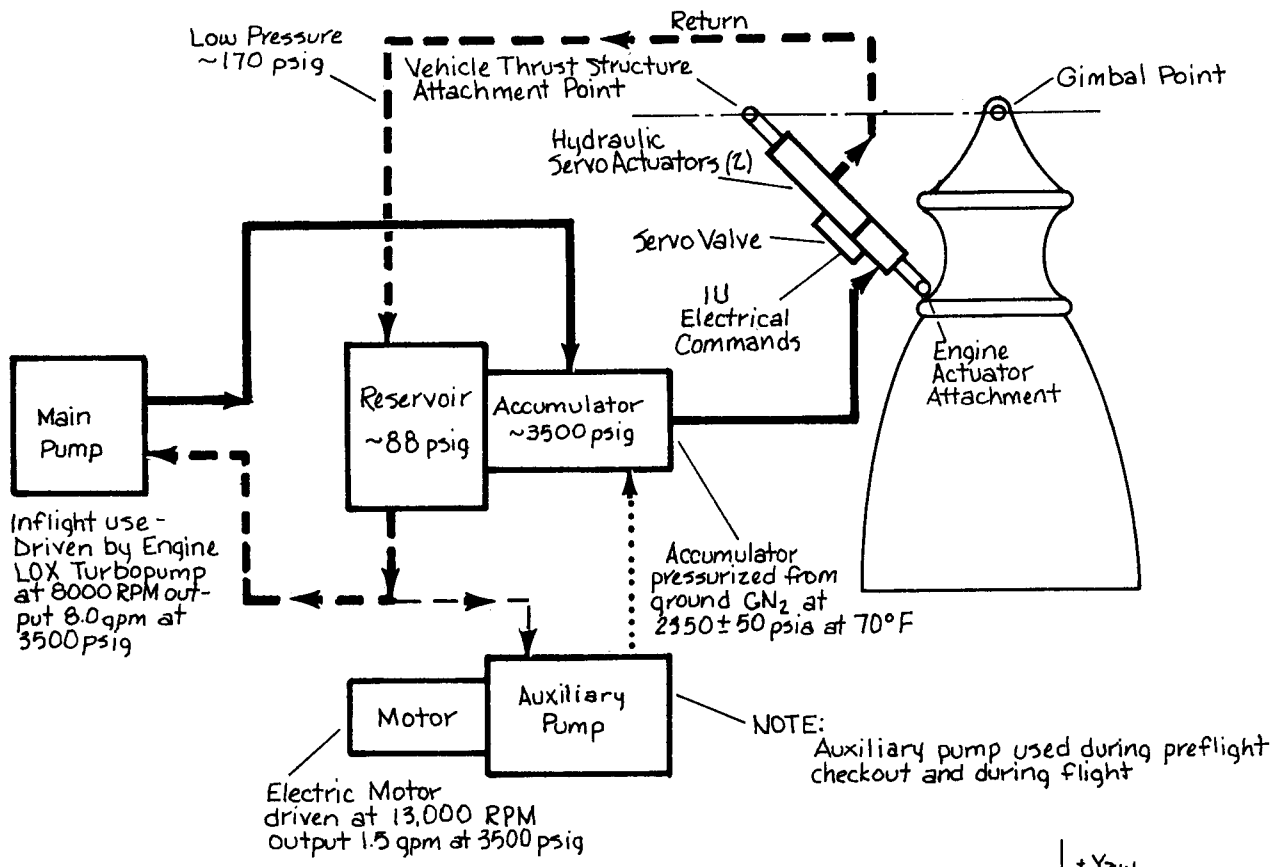 Return
Low Pressure
~170 psig
Vehicle Thrust Structure
Attachment Point
Gimbal Point
Hydraulic
Servo Actuators (2)
Servo Valve
IU
Electrical
Commands
Engine
Actuator
Attachment
Main
Pump
Reservoir
~88 psig
Accumulator
~3500 psig
Inflight use -
Driven by Engine
LOX Turbopump
at 8000 RPM out-
put 8.0 gpm at
3500 psig
Accumulator
pressurized from
ground GN2 at
2350±50 psia at 70°F
Motor
Auxiliary
Pump
NOTE:
Auxiliary pump used during preflight
checkout and during flight
Electric Motor
driven at 13,000 RPM
output 1.5 gpm at 3500 psig
+ Yaw